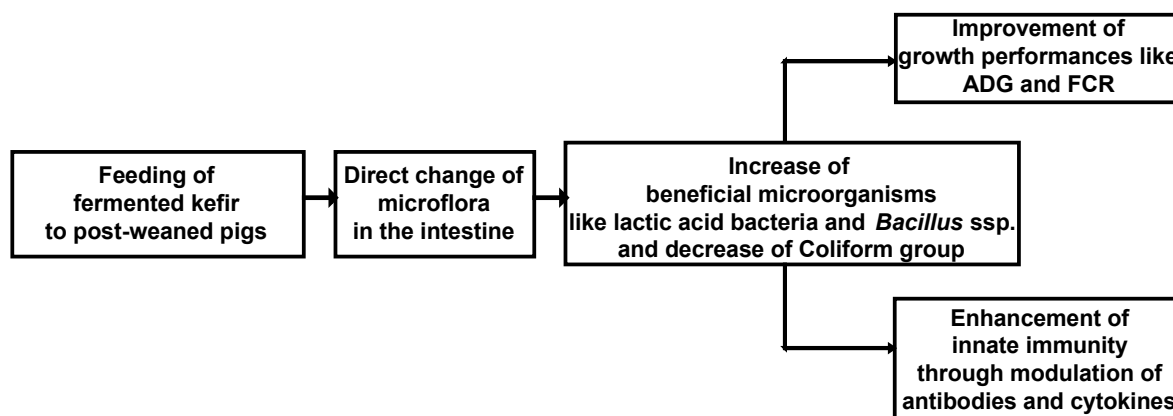 Feeding of
fermented kefir
to post-weaned pigs
Direct change of
microflora
in the intestine
Increase of
beneficial microorganisms
like lactic acid bacteria and Bacillus ssp.
and decrease of Coliform group
Improvement of
growth performances like
ADG and FCR
Enhancement of
innate immunity
through modulation of
antibodies and cytokines